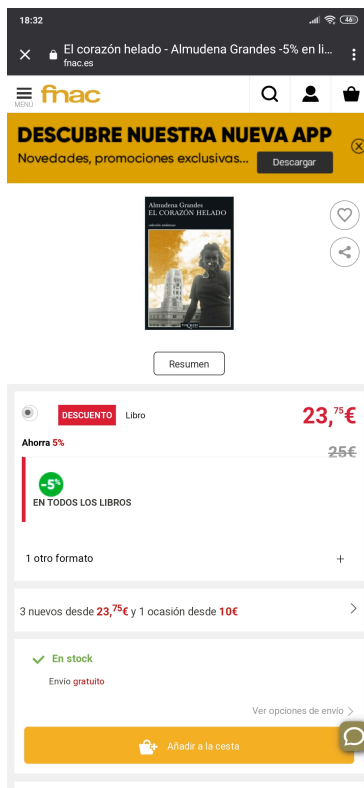 18:32
46
El corazón helado - Almudena Grandes -5% en li...
fnac.es
MENÚ
fnac
DESCUBRE NUESTRA NUEVA APP
Novedades, promociones exclusivas...
Descargar
Almudena Grandes
EL CORAZÓN HELADO
Resumen
DESCUENTO Libro 23,75€
Ahorra 5% 25€
-5%
EN TODOS LOS LIBROS
1 otro formato +
3 nuevos desde 23,75€ y 1 ocasión desde 10€
En stock
Envío gratuito
Ver opciones de envío
Añadir a la cesta